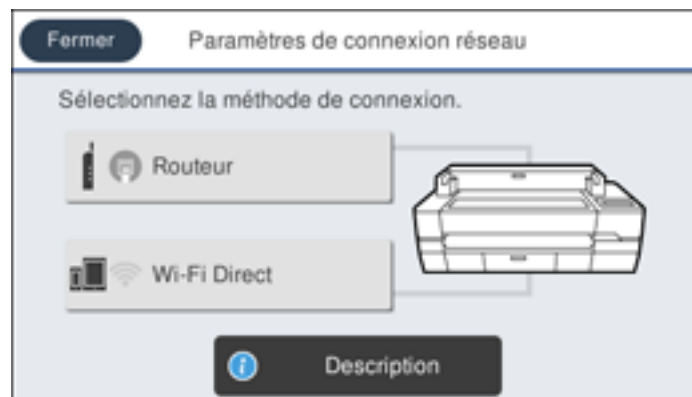 Fermer
Paramètres de connexion réseau
Sélectionnez la méthode de connexion.
Routeur
Wi-Fi Direct
Description